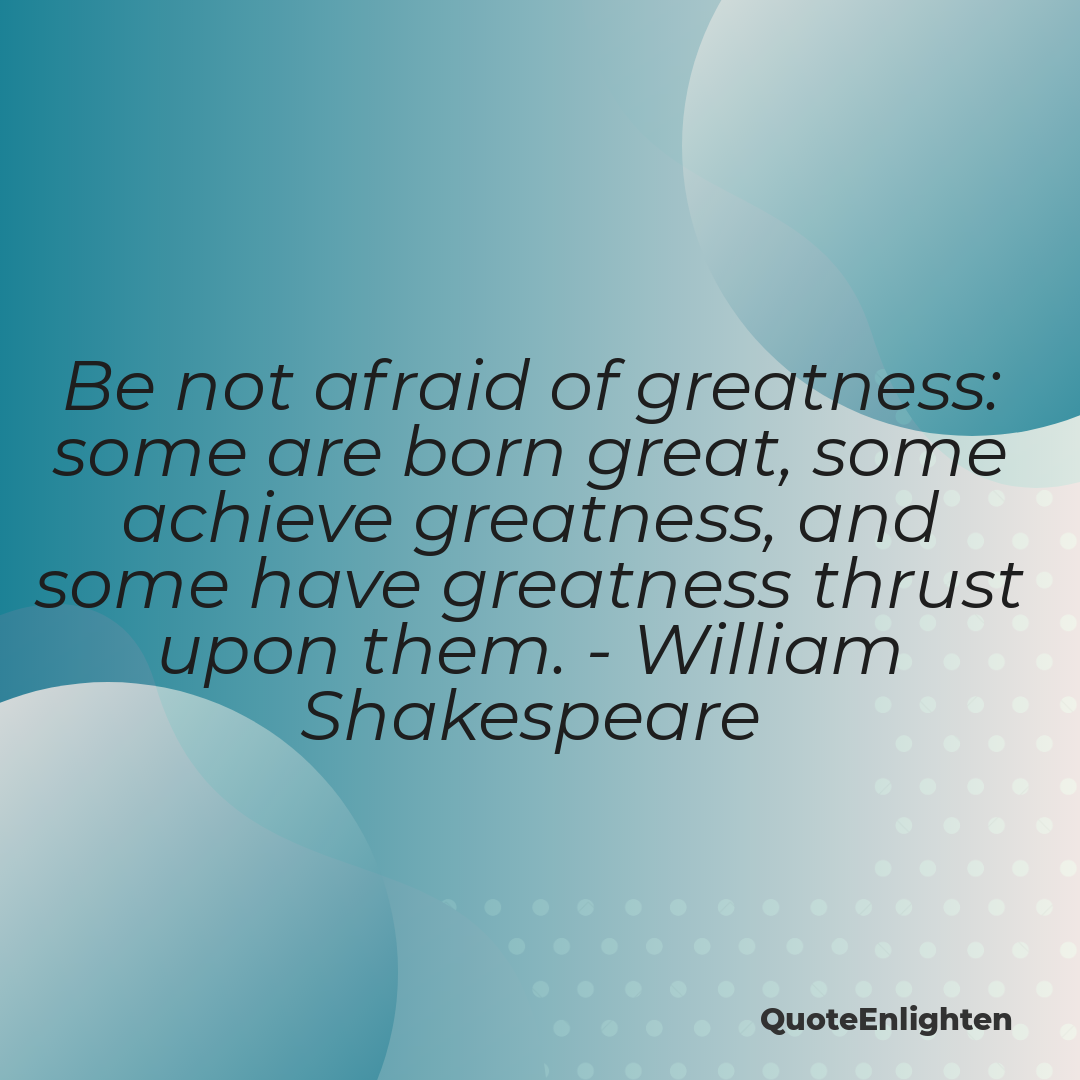 Be not afraid of greatness:
some are born great, some
achieve greatness, and
some have greatness thrust
upon them. - William
Shakespeare
QuoteEnlighten